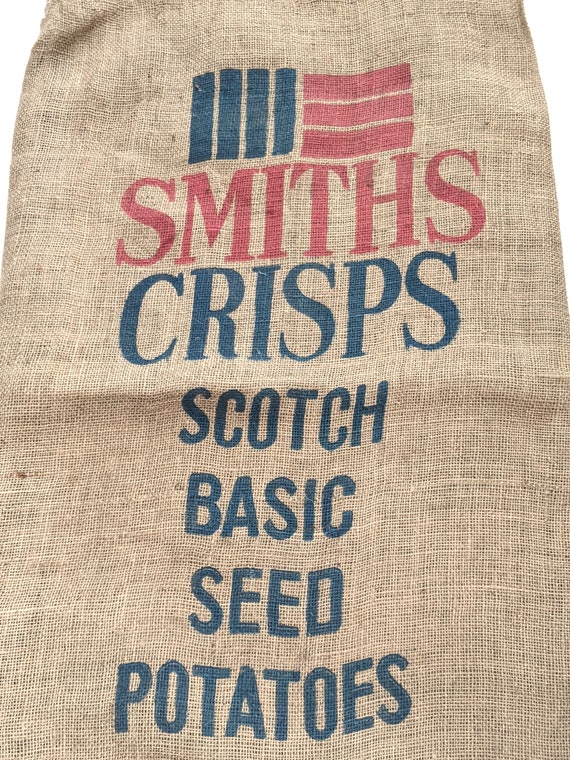 SMITHS
CRISPS
SCOTCH
BASIC
SEED
POTATOES